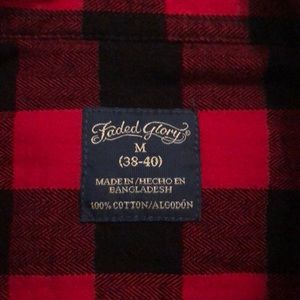 Faded Glory
M
(38-40)
MADE IN/HECHO EN
BANGLADESH
100% COTTON/ALGODÓN